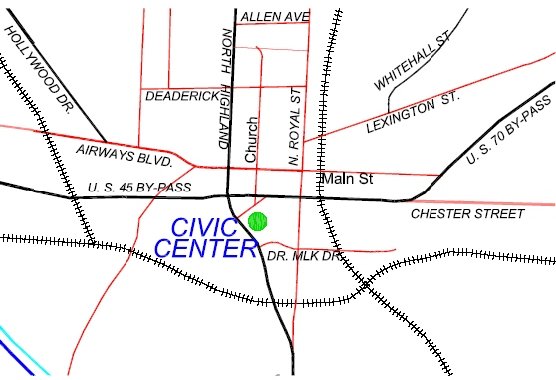 ALLEN AVE
HOLLYWOOD DR.
NORTH HIGHLAND
WHITEHALL ST
DEADERICK
LEXINGTON ST.
N. ROYAL ST
Church
U. S. 70 BY-PASS
AIRWAYS BLVD.
Main St
U. S. 45 BY-PASS
CHESTER STREET
CIVIC
CENTER
DR. MLK DR.